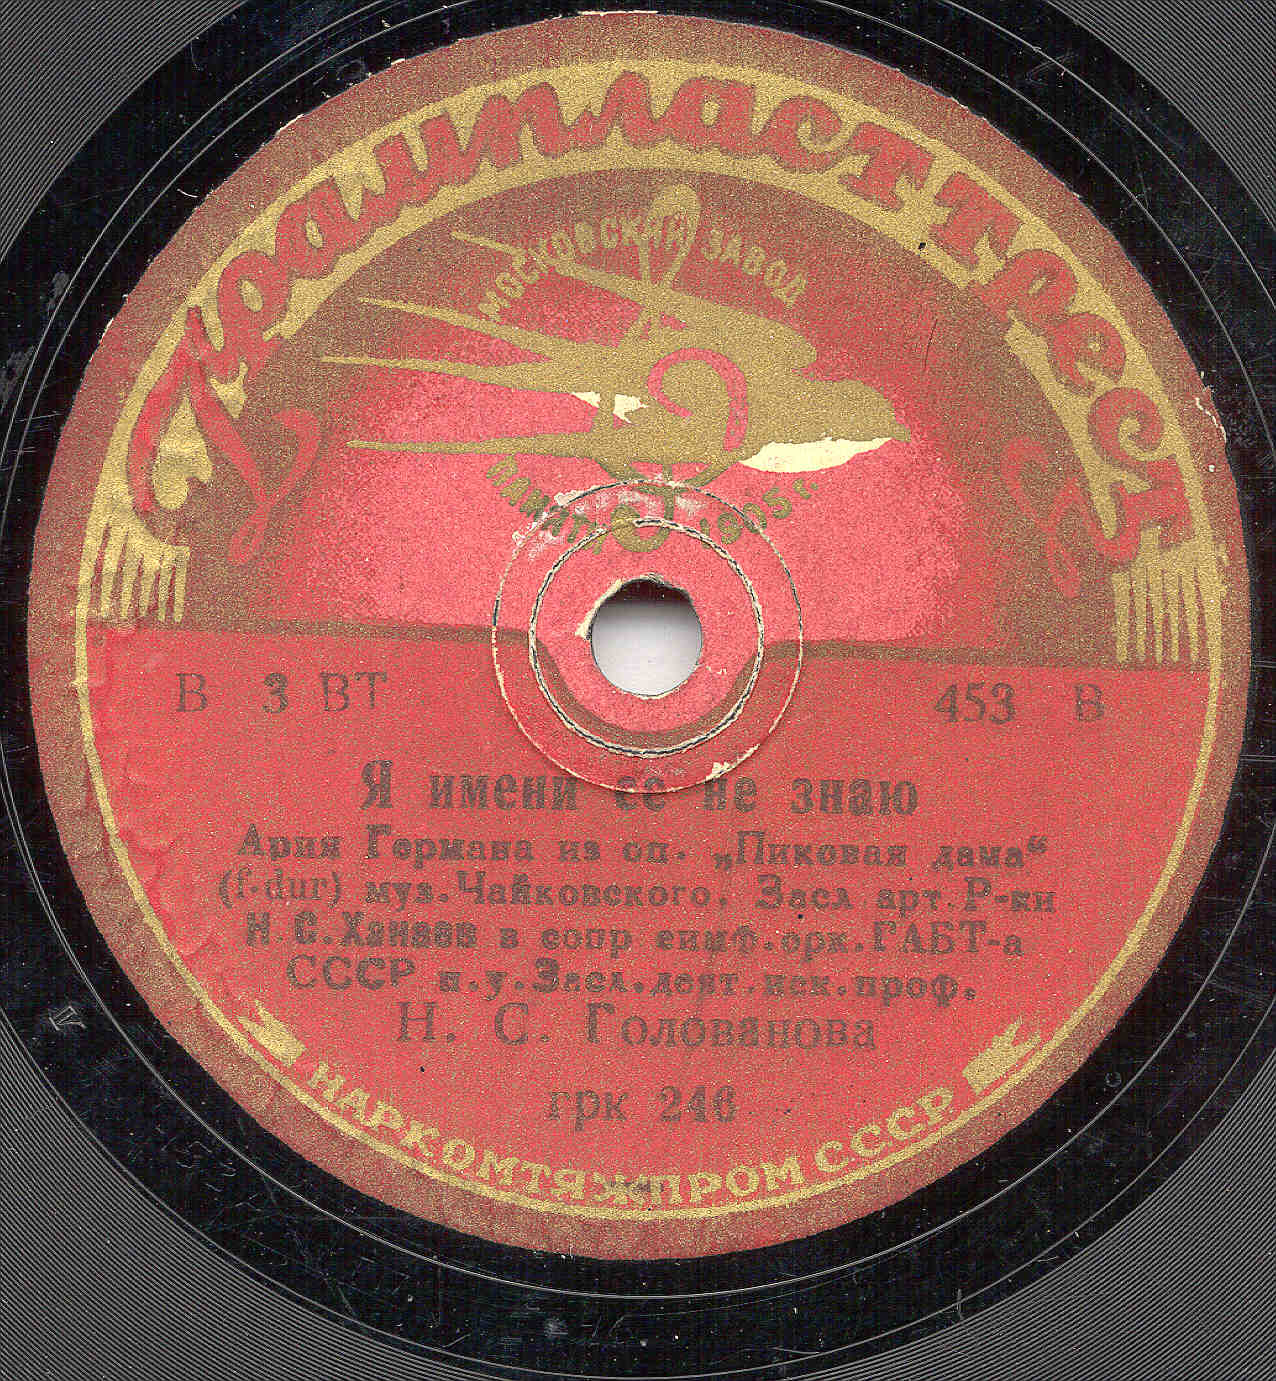 Грампласттрест
МОСКОВСКИЙ ЗАВОД
ПАМЯТИ 1905 г.
В 3 ВТ 453 В
Я имени ее не знаю
Ария Германа из оп. „Пиковая дама“
(f.dur) муз. Чайковского. Засл арт. Р-ки
Н.С.Ханаев в сопр симф.орк.ГАБТ-а
СССР п.у.Засл.деят.иск.проф.
Н. С. Голованова
грк 246
НАРКОМТЯЖПРОМ СССР